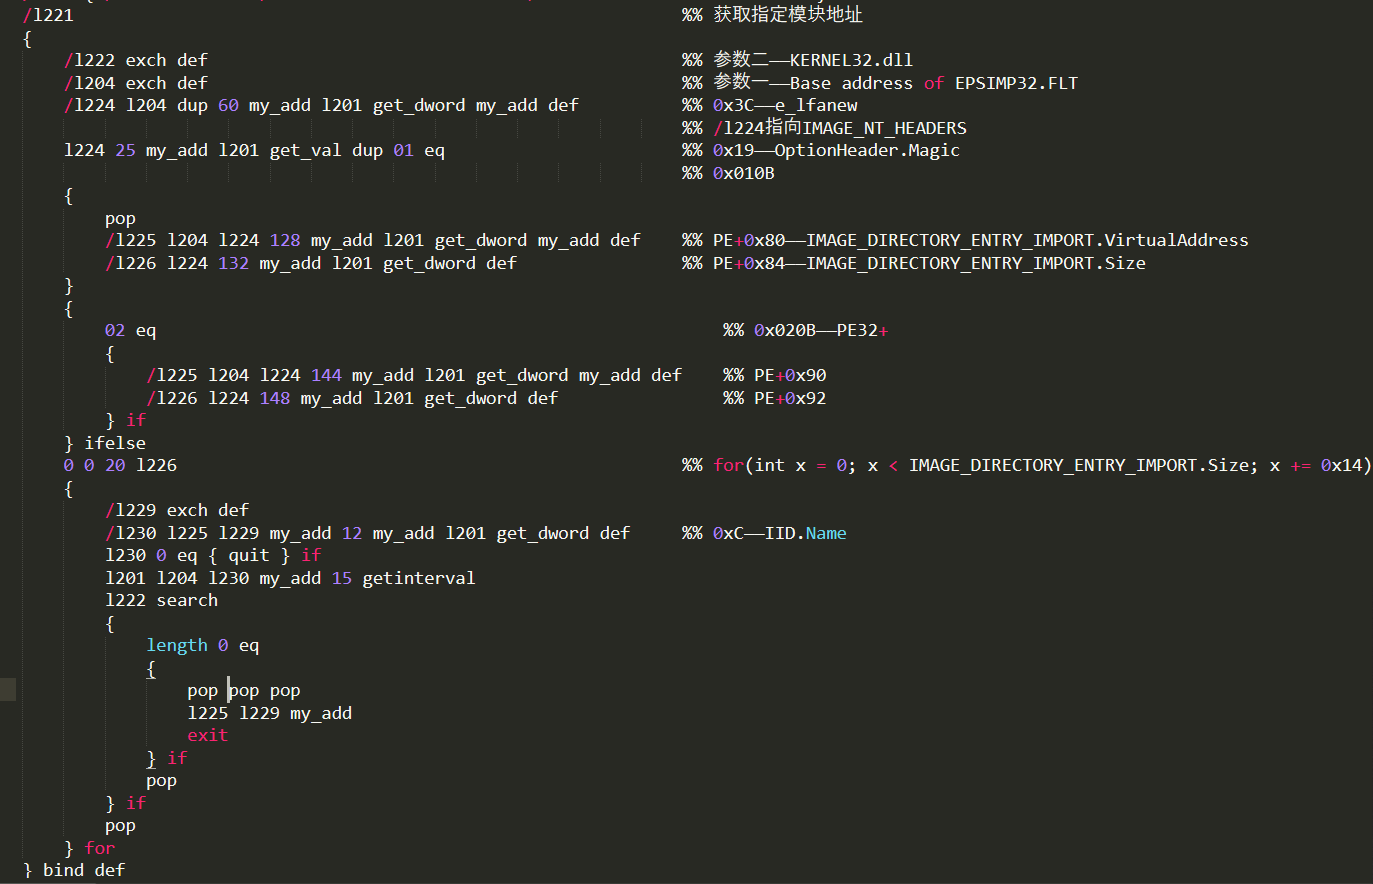 /l221 %% 获取指定模块地址
{
/l222 exch def %% 参数二——KERNEL32.dll
/l204 exch def %% 参数一——Base address of EPSIMP32.FLT
/l224 l204 dup 60 my_add l201 get_dword my_add def %% 0x3C——e_lfanew
%% /l224指向IMAGE_NT_HEADERS
l224 25 my_add l201 get_val dup 01 eq %% 0x19——OptionHeader.Magic
%% 0x010B
{
pop
/l225 l204 l224 128 my_add l201 get_dword my_add def %% PE+0x80——IMAGE_DIRECTORY_ENTRY_IMPORT.VirtualAddress
/l226 l224 132 my_add l201 get_dword def %% PE+0x84——IMAGE_DIRECTORY_ENTRY_IMPORT.Size
}
{
02 eq %% 0x020B——PE32+
{
/l225 l204 l224 144 my_add l201 get_dword my_add def %% PE+0x90
/l226 l224 148 my_add l201 get_dword def %% PE+0x92
} if
} ifelse
0 0 20 l226 %% for(int x = 0; x < IMAGE_DIRECTORY_ENTRY_IMPORT.Size; x += 0x14)
{
/l229 exch def
/l230 l225 l229 my_add 12 my_add l201 get_dword def %% 0xC——IID.Name
l230 0 eq { quit } if
l201 l204 l230 my_add 15 getinterval
l222 search
{
length 0 eq
{
pop pop pop
l225 l229 my_add
exit
} if
pop
} if
pop
} for
} bind def